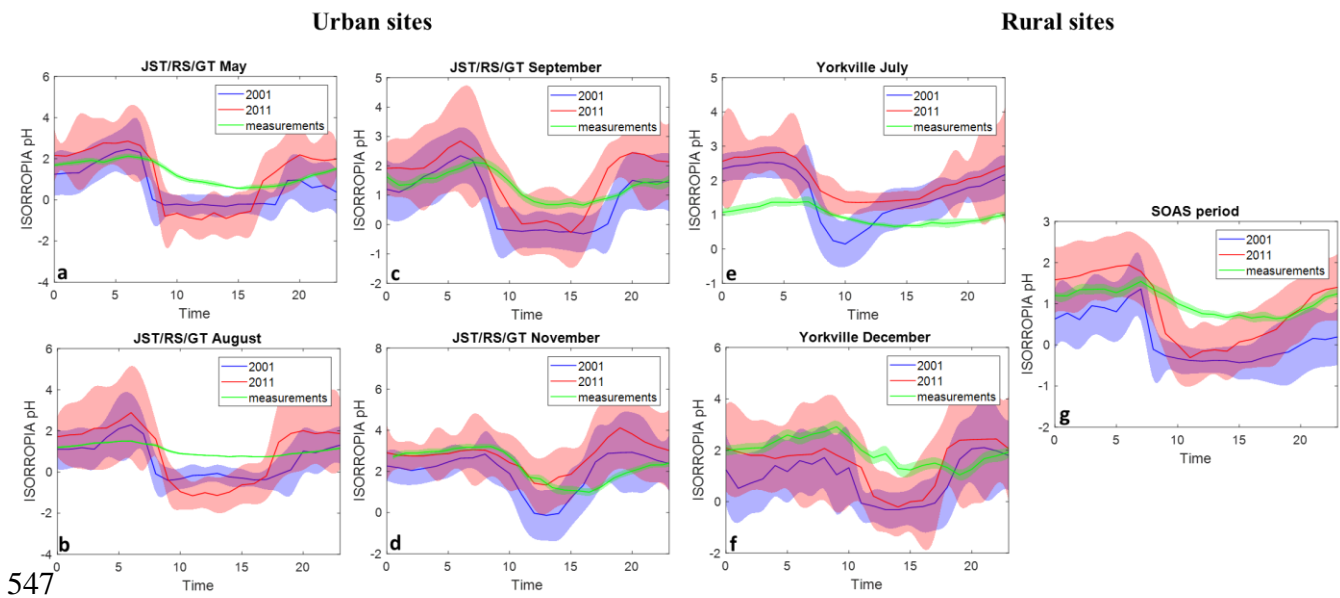 Urban sites
Rural sites
JST/RS/GT May
6
4
2
0
-2
-4
ISORROPIA pH
2001
2011
measurements
a
0 5 10 15 20
Time
JST/RS/GT September
5
4
3
2
1
0
-1
-2
ISORROPIA pH
2001
2011
measurements
c
0 5 10 15 20
Time
Yorkville July
5
4
3
2
1
0
-1
ISORROPIA pH
2001
2011
measurements
e
0 5 10 15 20
Time
JST/RS/GT August
6
4
2
0
-2
-4
ISORROPIA pH
2001
2011
measurements
b
0 5 10 15 20
Time
JST/RS/GT November
8
6
4
2
0
-2
ISORROPIA pH
2001
2011
measurements
d
0 5 10 15 20
Time
Yorkville December
6
4
2
0
-2
ISORROPIA pH
2001
2011
measurements
f
0 5 10 15 20
Time
SOAS period
3
2
1
0
-1
-2
ISORROPIA pH
2001
2011
measurements
g
0 5 10 15 20
Time
547